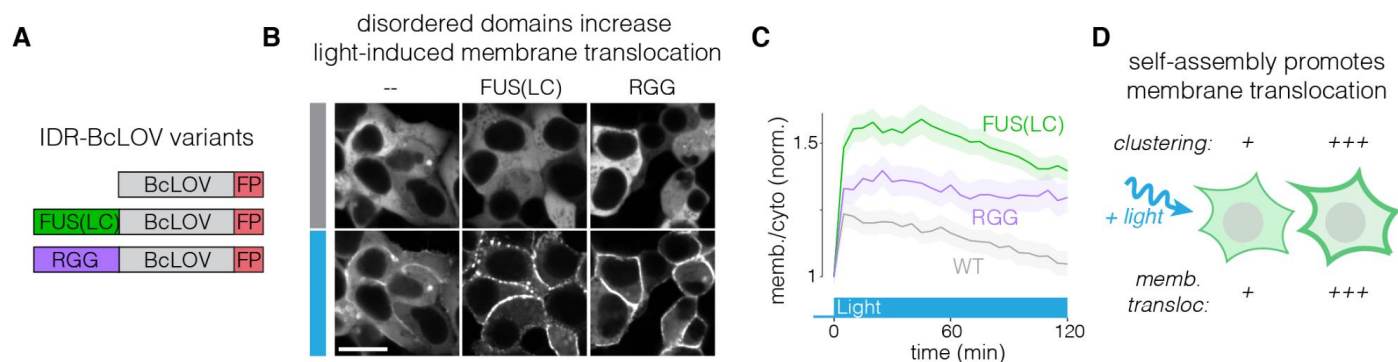 A
IDR-BcLOV variants
BcLOV FP
FUS(LC) BcLOV FP
RGG BcLOV FP
B
disordered domains increase
light-induced membrane translocation
-- FUS(LC) RGG
C
memb./cyto (norm.)
1.5
1
FUS(LC)
RGG
WT
Light
0 60 120
time (min)
D
self-assembly promotes
membrane translocation
clustering: + +++
+ light
memb.
transloc: + +++